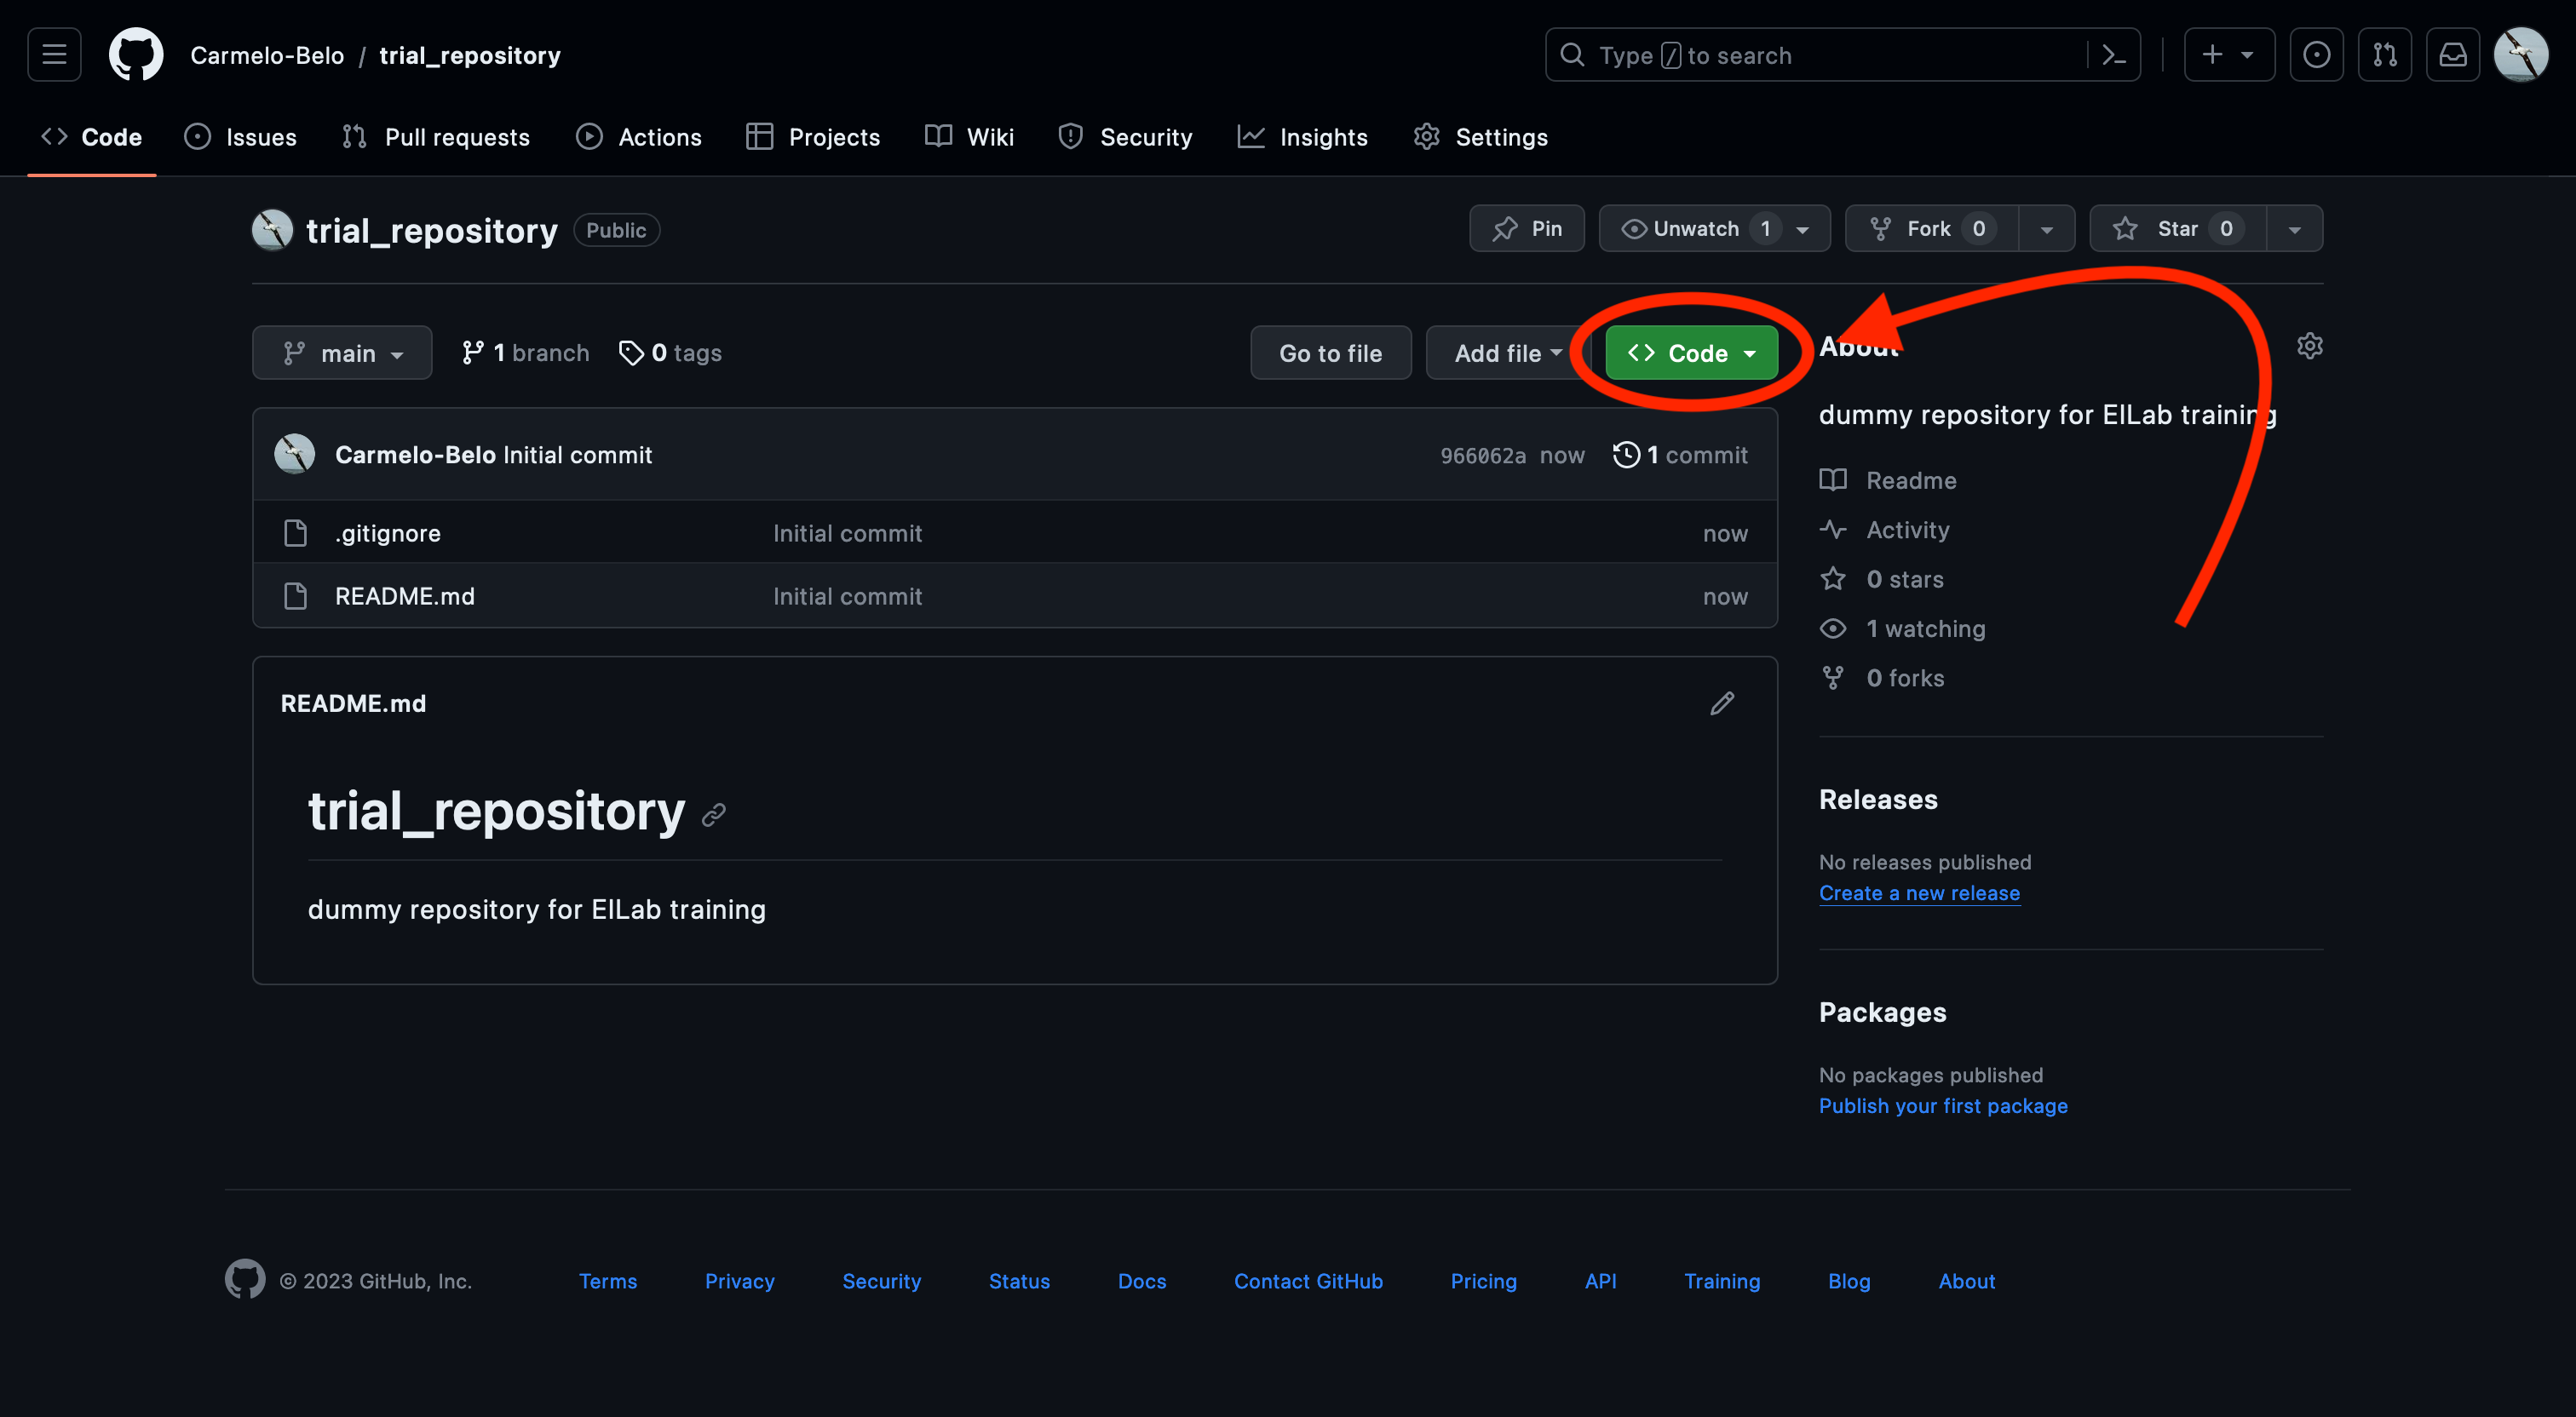 Carmelo-Belo / trial_repository
Type / to search
Code Issues Pull requests Actions Projects Wiki Security Insights Settings
trial_repository Public
Pin Unwatch 1 Fork 0 Star 0
main 1 branch 0 tags Go to file Add file Code
Carmelo-Belo Initial commit 966062a now 1 commit
.gitignore Initial commit now
README.md Initial commit now
README.md
trial_repository
dummy repository for EILab training
About
dummy repository for EILab training
Readme
Activity
0 stars
1 watching
0 forks
Releases
No releases published
Create a new release
Packages
No packages published
Publish your first package
© 2023 GitHub, Inc. Terms Privacy Security Status Docs Contact GitHub Pricing API Training Blog About